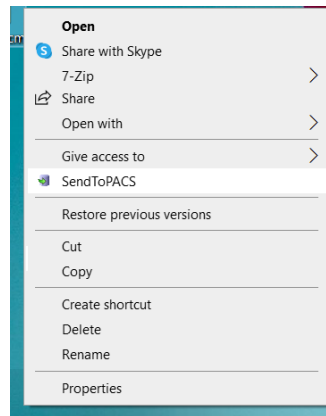 Open
Share with Skype
7-Zip
Share
Open with
Give access to
SendToPACS
Restore previous versions
Cut
Copy
Create shortcut
Delete
Rename
Properties